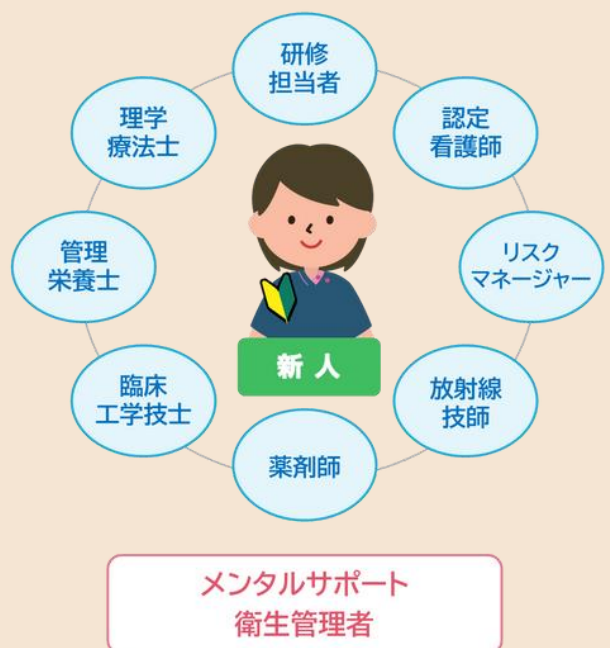 研修
担当者
認定
看護師
リスク
マネージャー
放射線
技師
薬剤師
臨床
工学技士
管理
栄養士
理学
療法士
新人
メンタルサポート
衛生管理者